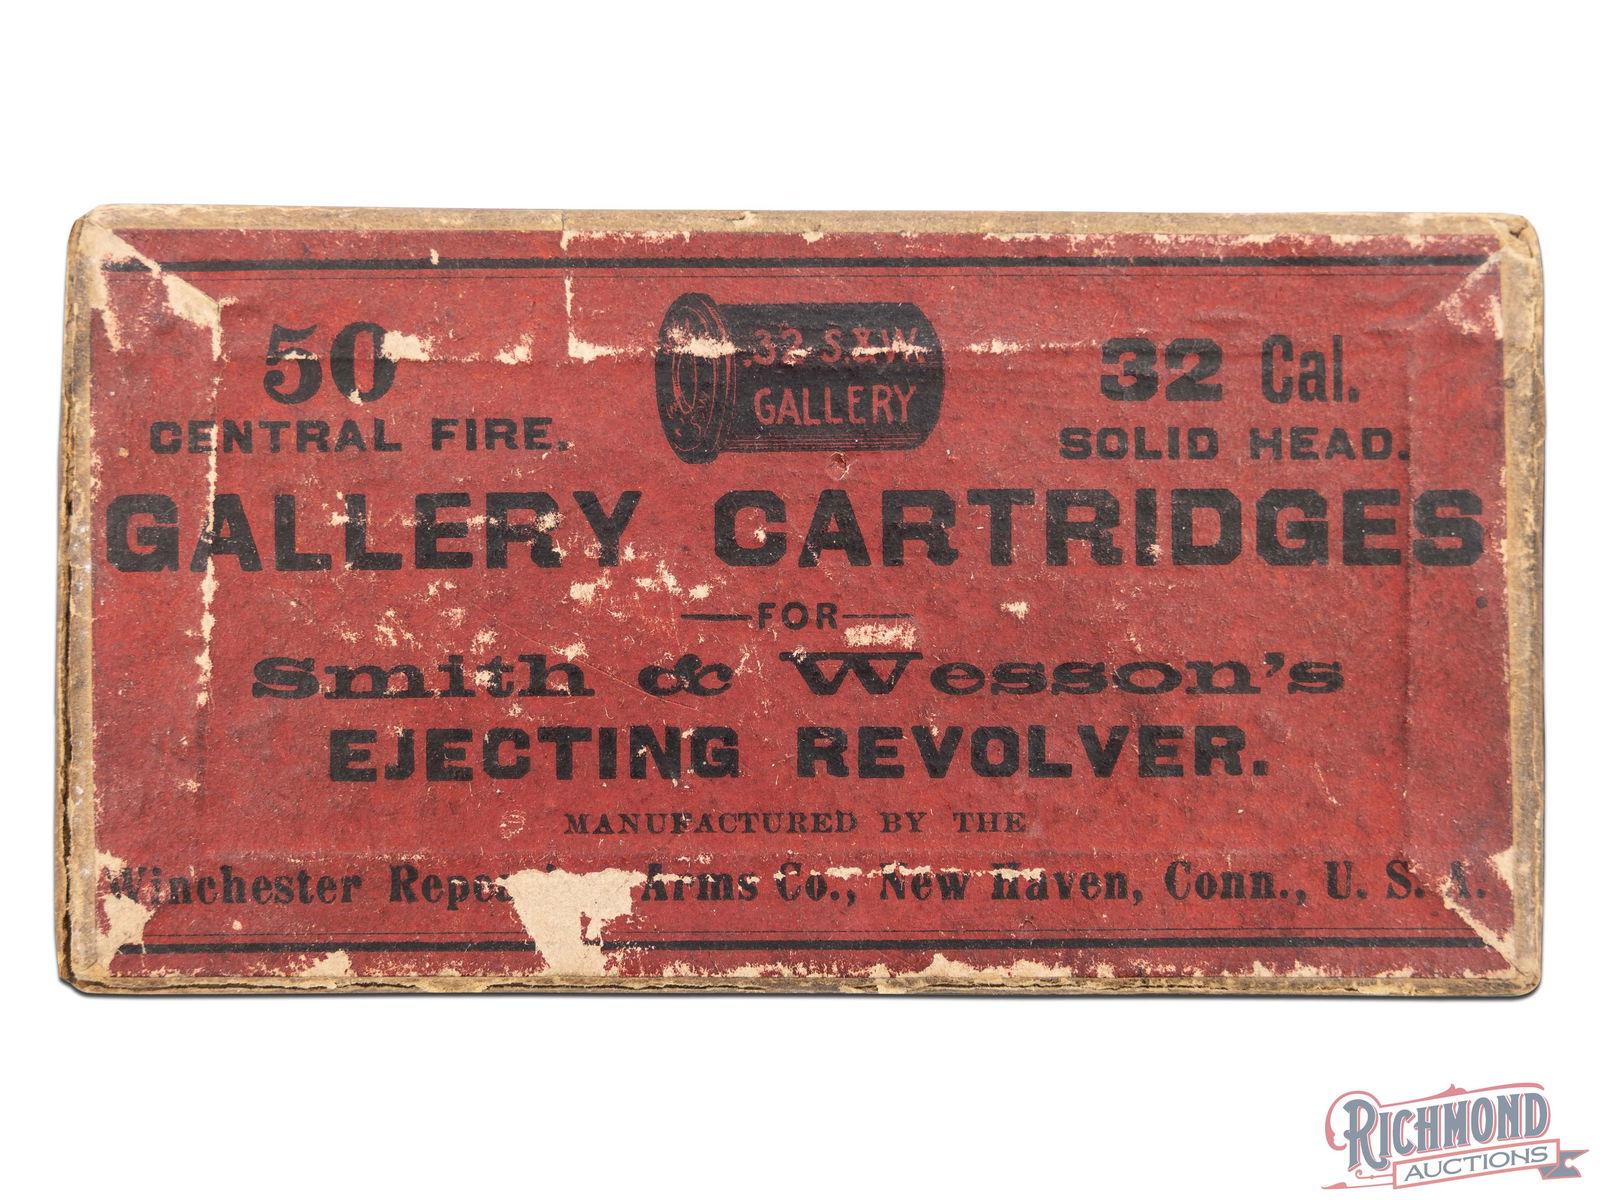 50
CENTRAL FIRE.
.32 S.&W.
GALLERY
32 Cal.
SOLID HEAD.
GALLERY CARTRIDGES
FOR
Smith & Wesson's
EJECTING REVOLVER.
MANUFACTURED BY THE
Winchester Arms Co., New Haven, Conn., U. S. A.
RICHMOND
AUCTIONS